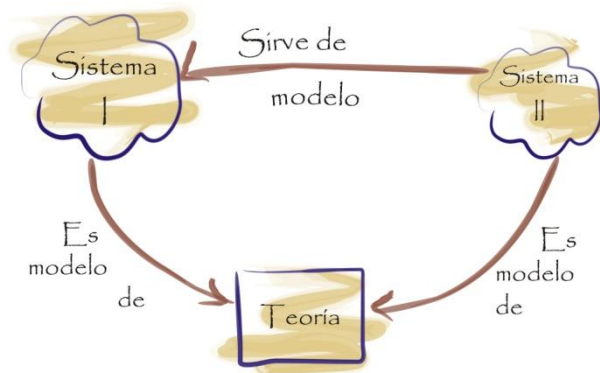 Sistema
I
Sirve de
modelo
Sistema
II
Es
modelo
de
Es
modelo
de
Teoría